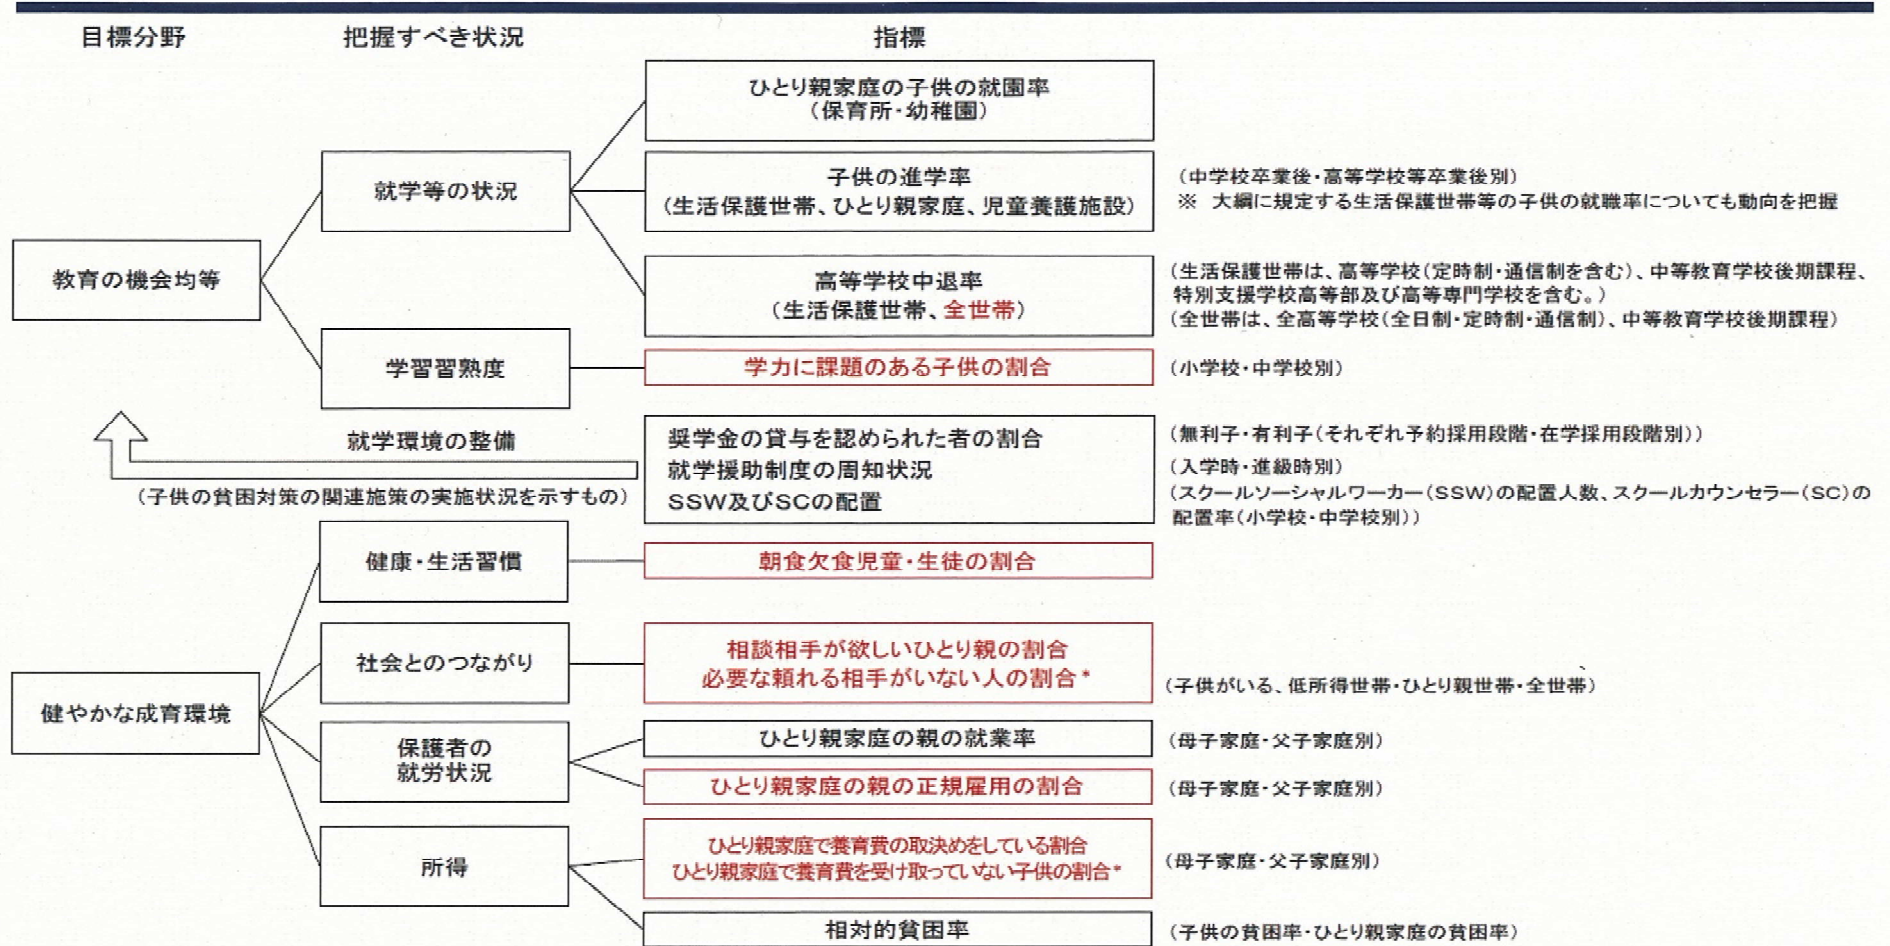 目標分野
把握すべき状況
指標
ひとり親家庭の子供の就園率
(保育所・幼稚園)
就学等の状況
子供の進学率
(生活保護世帯、ひとり親家庭、児童養護施設)
(中学校卒業後・高等学校等卒業後別)
※ 大綱に規定する生活保護世帯等の子供の就職率についても動向を把握
教育の機会均等
高等学校中退率
(生活保護世帯、全世帯)
(生活保護世帯は、高等学校(定時制・通信制を含む)、中等教育学校後期課程、
特別支援学校高等部及び高等専門学校を含む。)
(全世帯は、全高等学校(全日制・定時制・通信制)、中等教育学校後期課程)
学習習熟度
学力に課題のある子供の割合
(小学校・中学校別)
就学環境の整備
(子供の貧困対策の関連施策の実施状況を示すもの)
奨学金の貸与を認められた者の割合
就学援助制度の周知状況
SSW及びSCの配置
(無利子・有利子(それぞれ予約採用段階・在学採用段階別))
(入学時・進級時別)
(スクールソーシャルワーカー(SSW)の配置人数、スクールカウンセラー(SC)の
配置率(小学校・中学校別))
健康・生活習慣
朝食欠食児童・生徒の割合
社会とのつながり
相談相手が欲しいひとり親の割合
必要な頼れる相手がいない人の割合*
(子供がいる、低所得世帯・ひとり親世帯・全世帯)
健やかな成育環境
保護者の
就労状況
ひとり親家庭の親の就業率
(母子家庭・父子家庭別)
ひとり親家庭の親の正規雇用の割合
(母子家庭・父子家庭別)
所得
ひとり親家庭で養育費の取決めをしている割合
ひとり親家庭で養育費を受け取っていない子供の割合*
(母子家庭・父子家庭別)
相対的貧困率
(子供の貧困率・ひとり親家庭の貧困率)